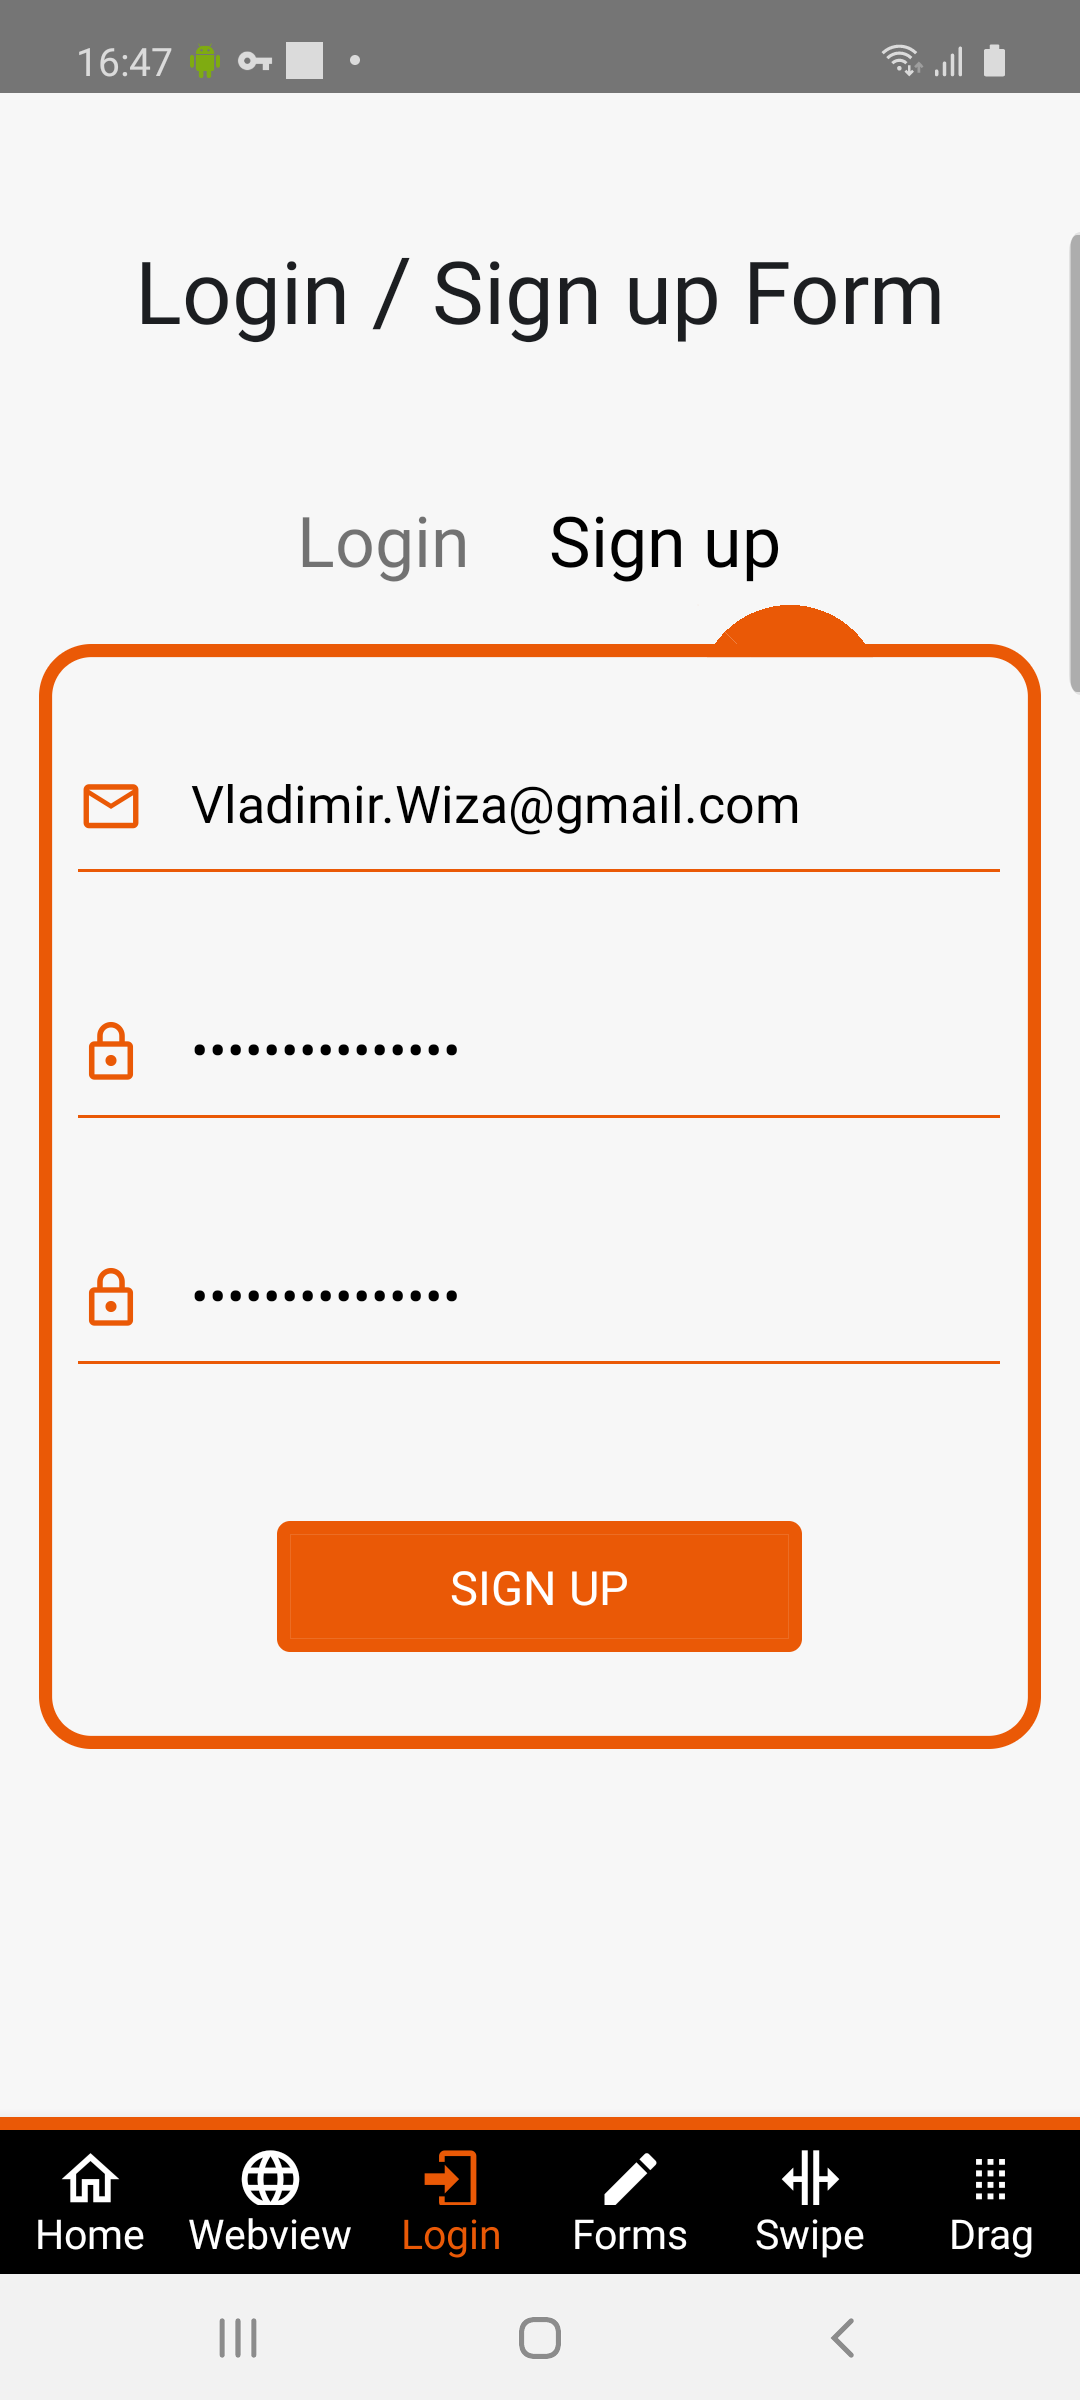 16:47
Login / Sign up Form
Login Sign up
Vladimir.Wiza@gmail.com
•••••••••••••••
•••••••••••••••
SIGN UP
Home Webview Login Forms Swipe Drag